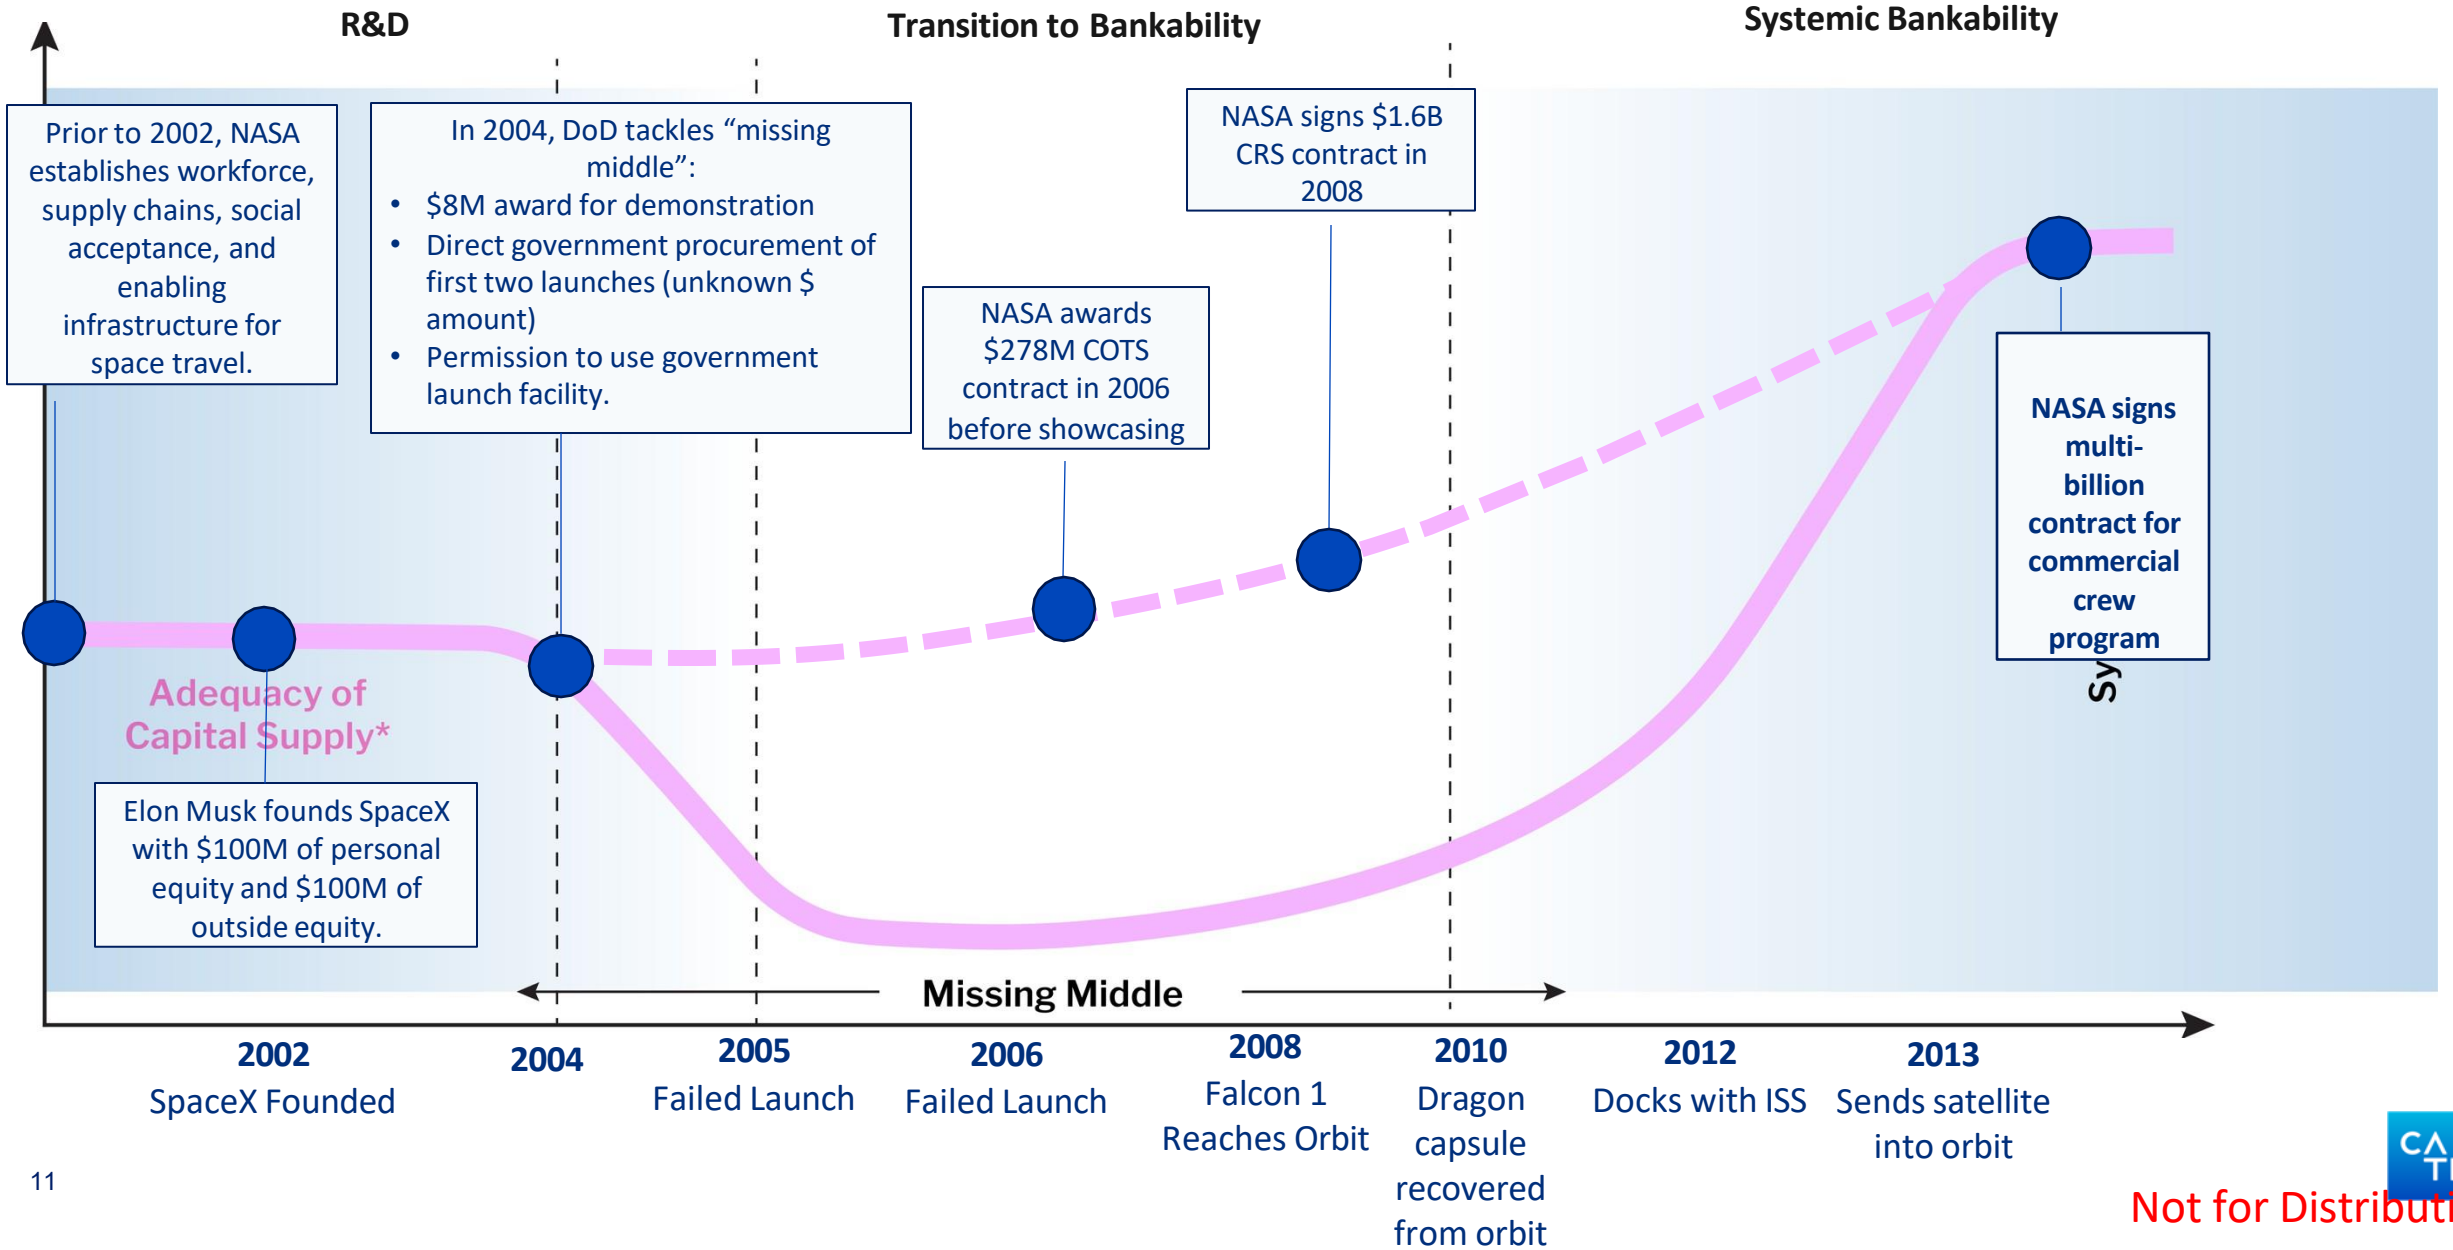 R&D
Transition to Bankability
Systemic Bankability
Prior to 2002, NASA
establishes workforce,
supply chains, social
acceptance, and
enabling
infrastructure for
space travel.
In 2004, DoD tackles “missing
middle”:
• $8M award for demonstration
• Direct government procurement of
first two launches (unknown $
amount)
• Permission to use government
launch facility.
NASA awards
$278M COTS
contract in 2006
before showcasing
NASA signs $1.6B
CRS contract in
2008
NASA signs
multi-
billion
contract for
commercial
crew
program
Sy
Adequacy of
Capital Supply*
Elon Musk founds SpaceX
with $100M of personal
equity and $100M of
outside equity.
Missing Middle
2002
SpaceX Founded
2004
2005
Failed Launch
2006
Failed Launch
2008
Falcon 1
Reaches Orbit
2010
Dragon
capsule
recovered
from orbit
2012
Docks with ISS
2013
Sends satellite
into orbit
11
Not for Distributi